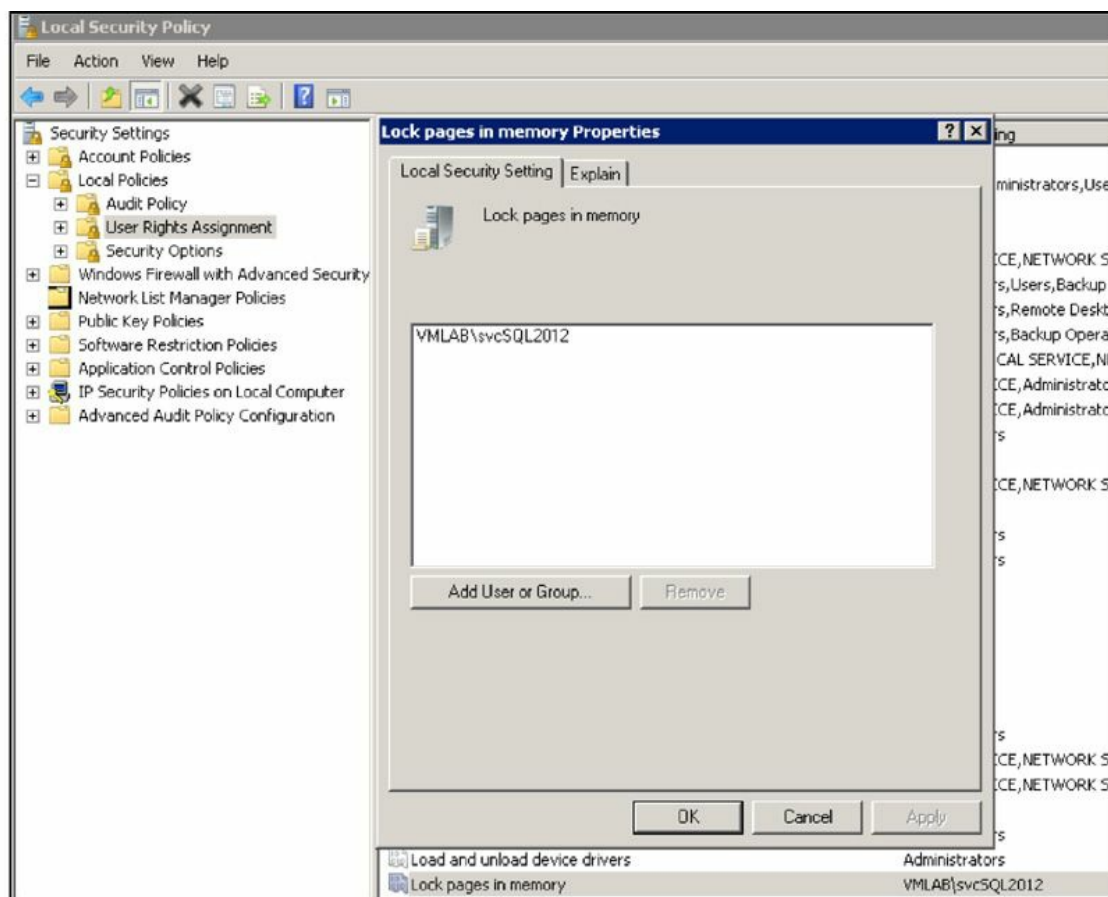 Local Security Policy
File Action View Help
Security Settings
Account Policies
Local Policies
Audit Policy
User Rights Assignment
Security Options
Windows Firewall with Advanced Security
Network List Manager Policies
Public Key Policies
Software Restriction Policies
Application Control Policies
IP Security Policies on Local Computer
Advanced Audit Policy Configuration
Lock pages in memory Properties
Local Security Setting Explain
Lock pages in memory
VMLAB\svcSQL2012
Add User or Group... Remove
OK Cancel Apply
ing
ministrators,Use
CE,NETWORK S
s,Users,Backup
s,Remote Deskt
s,Backup Opera
CAL SERVICE,N
CE,Administrato
CE,Administrato
s
CE,NETWORK S
s
s
s
CE,NETWORK S
CE,NETWORK S
s
Load and unload device drivers Administrators
Lock pages in memory VMLAB\svcSQL2012